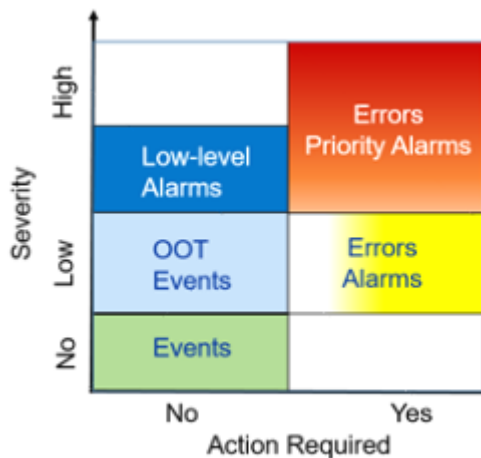 High
Errors
Priority Alarms
Low-level
Alarms
Severity
Low
OOT
Events
Errors
Alarms
No
Events
No
Yes
Action Required